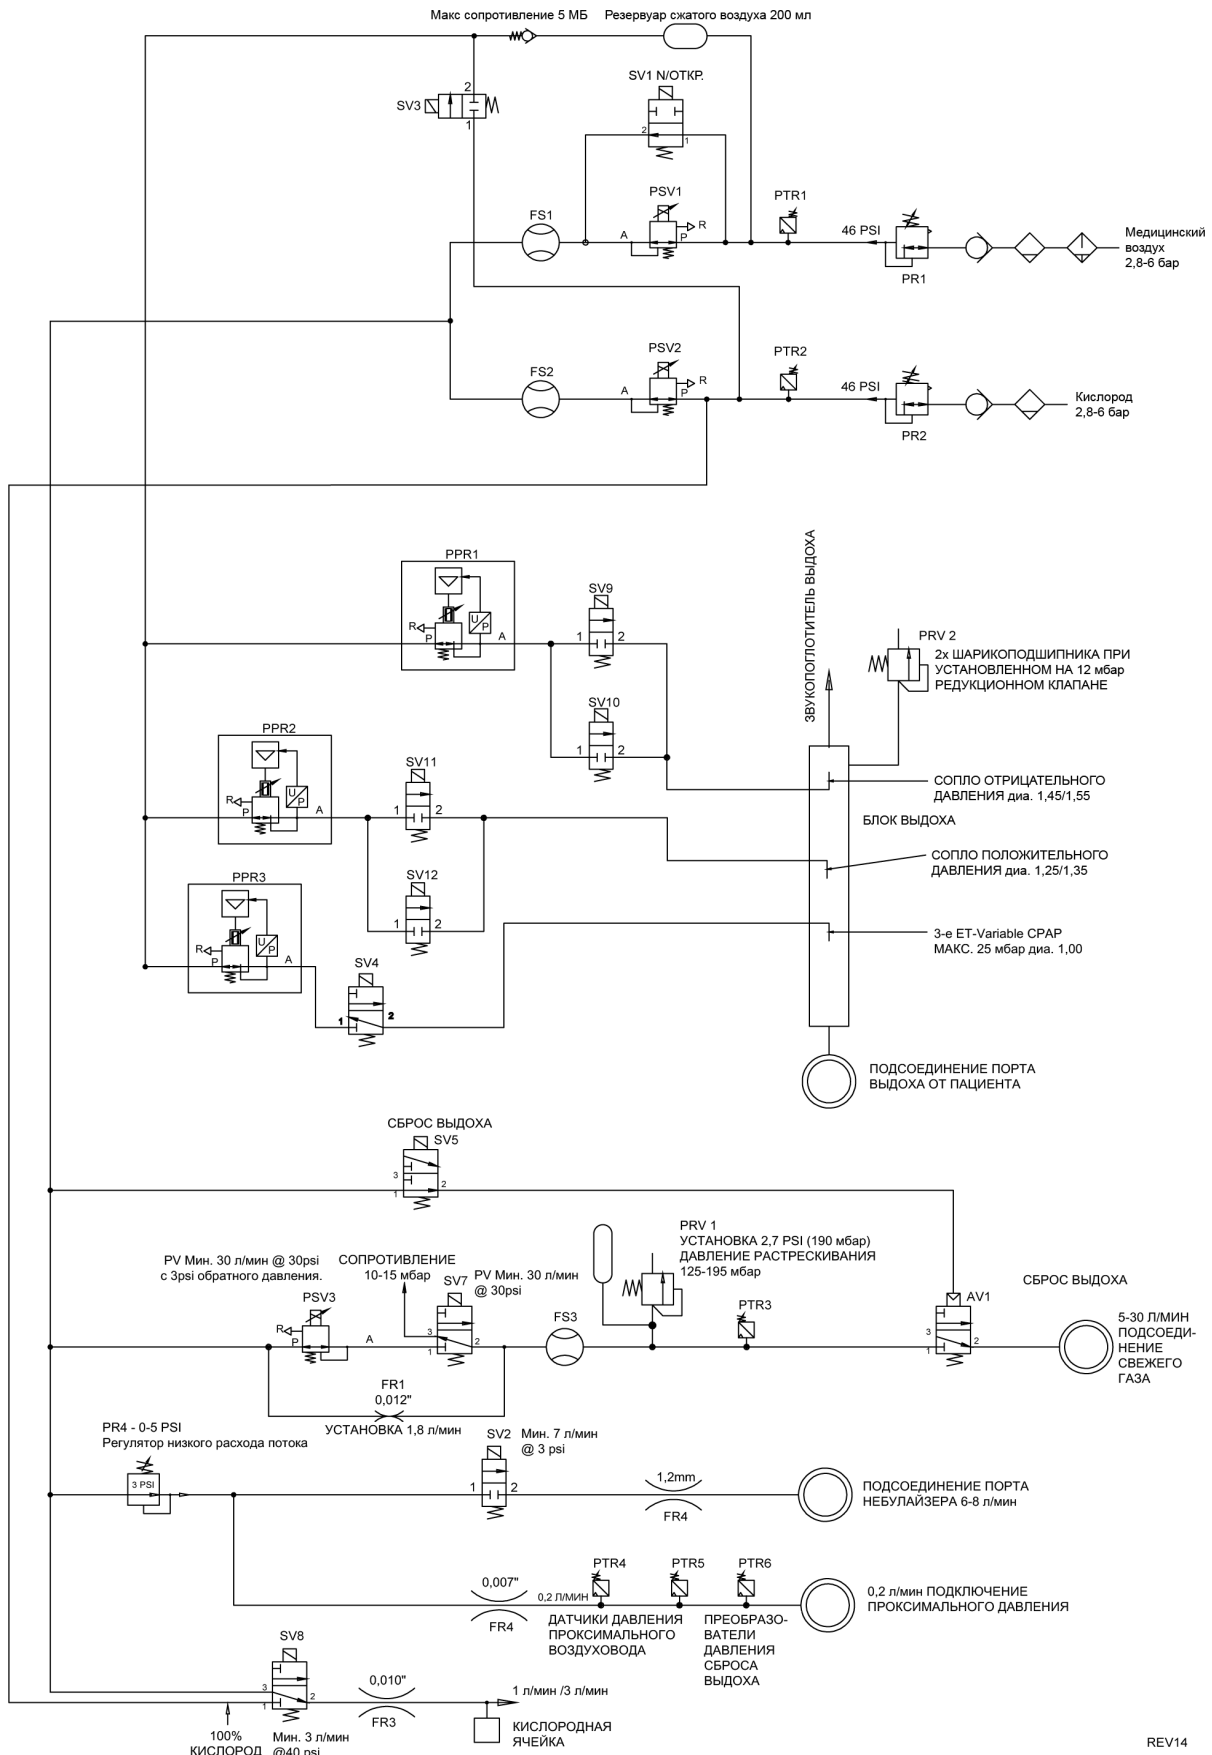 Макс сопротивление 5 МБ
Резервуар сжатого воздуха 200 мл
SV1 N/ОТКР.
2
SV3
1
2
1
PSV1
PTR1
FS1
R
A
P
46 PSI
Медицинский
воздух
2,8-6 бар
PR1
PSV2
PTR2
FS2
R
A
P
46 PSI
Кислород
2,8-6 бар
PR2
PPR1
U
P
R
P
A
SV9
1
2
SV10
1
2
ЗВУКОПОГЛОТИТЕЛЬ ВЫДОХА
PRV 2
2x ШАРИКОПОДШИПНИКА ПРИ
УСТАНОВЛЕННОМ НА 12 мбар
РЕДУКЦИОННОМ КЛАПАНЕ
PPR2
U
P
R
P
A
SV11
1
2
SV12
1
2
СОПЛО ОТРИЦАТЕЛЬНОГО
ДАВЛЕНИЯ диа. 1,45/1,55
БЛОК ВЫДОХА
СОПЛО ПОЛОЖИТЕЛЬНОГО
ДАВЛЕНИЯ диа. 1,25/1,35
PPR3
U
P
R
P
A
SV4
1
2
3-е ET-Variable CPAP
МАКС. 25 мбар диа. 1,00
ПОДСОЕДИНЕНИЕ ПОРТА
ВЫДОХА ОТ ПАЦИЕНТА
СБРОС ВЫДОХА
SV5
3
1
2
PV Мин. 30 л/мин @ 30psi
с 3psi обратного давления.
PSV3
R
P
A
СОПРОТИВЛЕНИЕ
10-15 мбар
SV7
PV Мин. 30 л/мин
@ 30psi
3
1
2
FS3
PRV 1
УСТАНОВКА 2,7 PSI (190 мбар)
ДАВЛЕНИЕ РАСТРЕСКИВАНИЯ
125-195 мбар
PTR3
СБРОС ВЫДОХА
AV1
3
1
2
5-30 Л/МИН
ПОДСОЕДИ-
НЕНИЕ
СВЕЖЕГО
ГАЗА
FR1
0,012"
УСТАНОВКА 1,8 л/мин
PR4 - 0-5 PSI
Регулятор низкого расхода потока
3 PSI
SV2
Мин. 7 л/мин
@ 3 psi
1
2
1,2mm
FR4
ПОДСОЕДИНЕНИЕ ПОРТА
НЕБУЛАЙЗЕРА 6-8 л/мин
0,007"
FR4
0,2 Л/МИН
PTR4
PTR5
PTR6
ДАТЧИКИ ДАВЛЕНИЯ
ПРОКСИМАЛЬНОГО
ВОЗДУХОВОДА
ПРЕОБРАЗО-
ВАТЕЛИ
ДАВЛЕНИЯ
СБРОСА
ВЫДОХА
0,2 л/мин ПОДКЛЮЧЕНИЕ
ПРОКСИМАЛЬНОГО ДАВЛЕНИЯ
SV8
3
1
2
0,010"
FR3
1 л/мин /3 л/мин
КИСЛОРОДНАЯ
ЯЧЕЙКА
100%
КИСЛОРОД
Мин. 3 л/мин
@40 psi
REV14